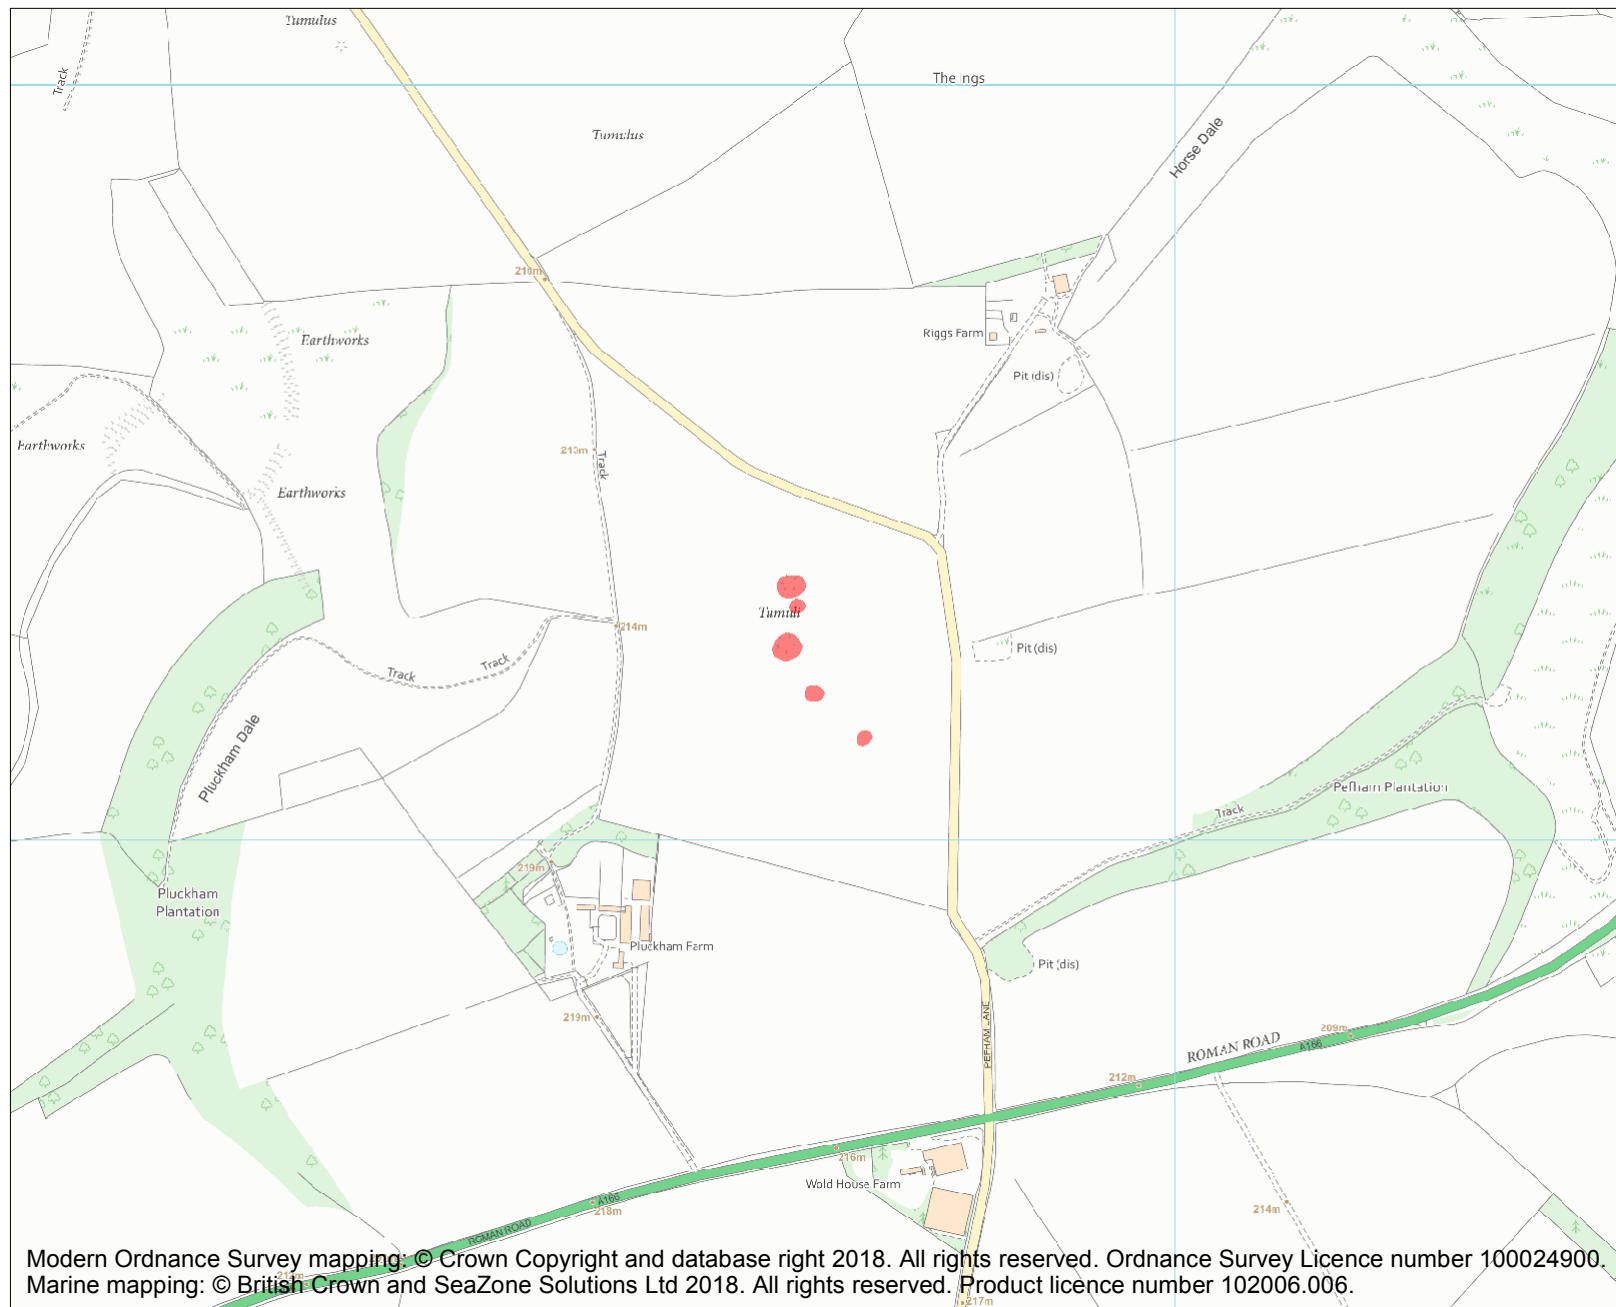 Tumulus
Track
The Ings
Tumulus
Horse Dale
210m
Earthworks
Riggs Farm
Pit (dis)
Earthworks
213m
Track
Earthworks
Tumuli
214m
Pit (dis)
Track
Track
Pluckham Dale
Pefham Plantation
Track
219m
Pluckham
Plantation
Pluckham Farm
Pit (dis)
219m
PEFHAM LANE
209m
ROMAN ROAD
A166
212m
216m
Wold House Farm
A166
218m
214m
ROMAN ROAD
Modern Ordnance Survey mapping: © Crown Copyright and database right 2018. All rights reserved. Ordnance Survey Licence number 100024900.
Marine mapping: © British Crown and SeaZone Solutions Ltd 2018. All rights reserved. Product licence number 102006.006.
217m